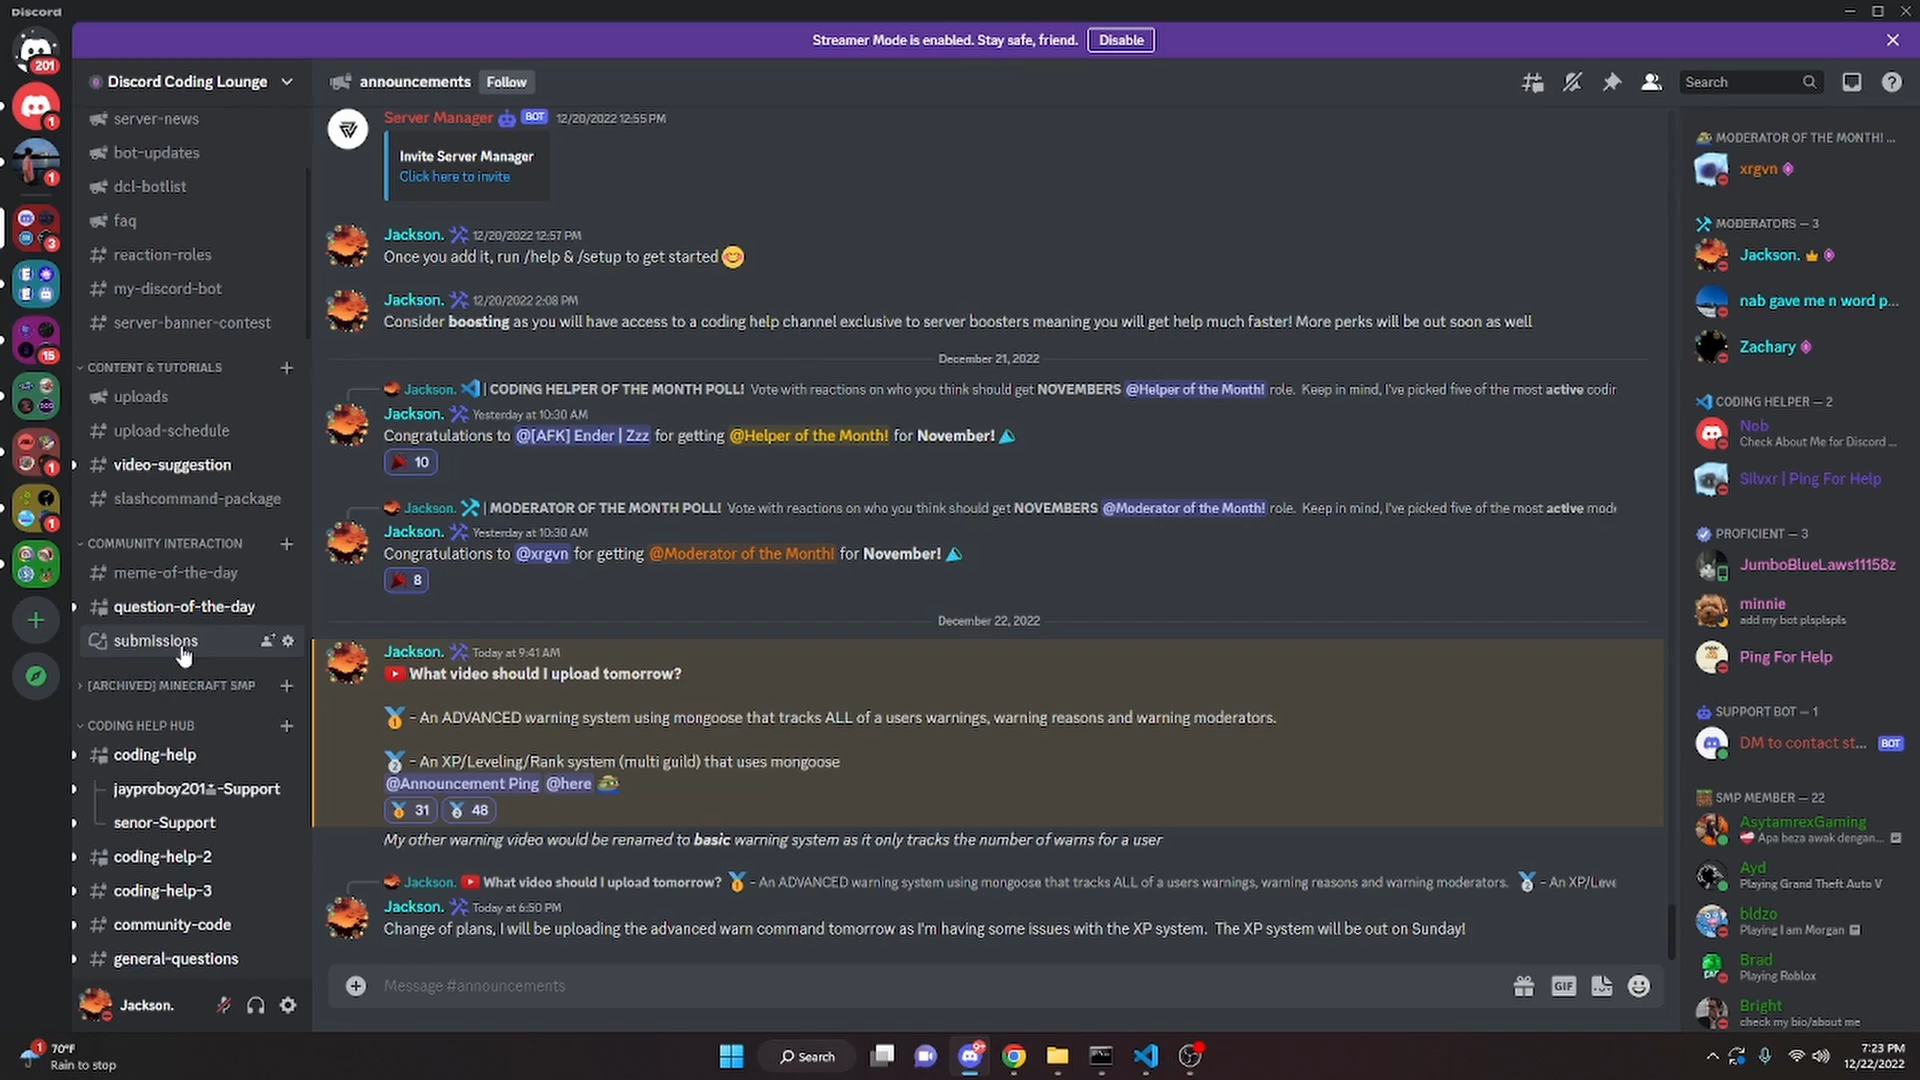 Discord
Streamer Mode is enabled. Stay safe, friend.
Disable
201
1
1
3
15
1
1
Discord Coding Lounge
server-news
bot-updates
dcl-botlist
faq
reaction-roles
my-discord-bot
server-banner-contest
CONTENT & TUTORIALS
uploads
upload-schedule
video-suggestion
slashcommand-package
COMMUNITY INTERACTION
meme-of-the-day
question-of-the-day
submissions
[ARCHIVED] MINECRAFT SMP
CODING HELP HUB
coding-help
senor-Support
coding-help-2
coding-help-3
community-code
general-questions
Jackson.
announcements
Follow
Search
Server Manager BOT 12/20/2022 12:55 PM
Invite Server Manager
Click here to invite
Jackson. 12/20/2022 12:57 PM
Once you add it, run /help & /setup to get started
Jackson. 12/20/2022 2:08 PM
Consider boosting as you will have access to a coding help channel exclusive to server boosters meaning you will get help much faster! More perks will be out soon as well
December 21, 2022
Jackson. | CODING HELPER OF THE MONTH POLL! Vote with reactions on who you think should get NOVEMBERS @Helper of the Month! role. Keep in mind, I've picked five of the most active codin
Jackson. Yesterday at 10:30 AM
Congratulations to @[AFK] Ender | Zzz for getting @Helper of the Month! for November!
10
Jackson. | MODERATOR OF THE MONTH POLL! Vote with reactions on who you think should get NOVEMBERS @Moderator of the Month! role. Keep in mind, I've picked five of the most active mode
Jackson. Yesterday at 10:30 AM
Congratulations to @xrgvn for getting @Moderator of the Month! for November!
8
December 22, 2022
Jackson. Today at 9:41 AM
What video should I upload tomorrow?
- An ADVANCED warning system using mongoose that tracks ALL of a users warnings, warning reasons and warning moderators.
- An XP/Leveling/Rank system (multi guild) that uses mongoose
@Announcement Ping @here
31 48
My other warning video would be renamed to basic warning system as it only tracks the number of warns for a user
Jackson. What video should I upload tomorrow? - An ADVANCED warning system using mongoose that tracks ALL of a users warnings, warning reasons and warning moderators. - An XP/Leve
Jackson. Today at 6:50 PM
Change of plans, I will be uploading the advanced warn command tomorrow as I'm having some issues with the XP system. The XP system will be out on Sunday!
Message #announcements
GIF
MODERATOR OF THE MONTH! ...
xrgvn
MODERATORS — 3
Jackson.
nab gave me n word p...
Zachary
CODING HELPER — 2
Nob
Check About Me for Discord ...
Silvxr | Ping For Help
PROFICIENT — 3
JumboBlueLaws11158z
minnie
add my bot plsplspls
Ping For Help
SUPPORT BOT — 1
DM to contact st... BOT
SMP MEMBER — 22
AsytamrexGaming
Apa beza awak dengan...
Ayd
Playing Grand Theft Auto V
bldzo
Playing I am Morgan
Brad
Playing Roblox
Bright
check my bio/about me
1
70°F
Rain to stop
Search
9+
7:23 PM
12/22/2022